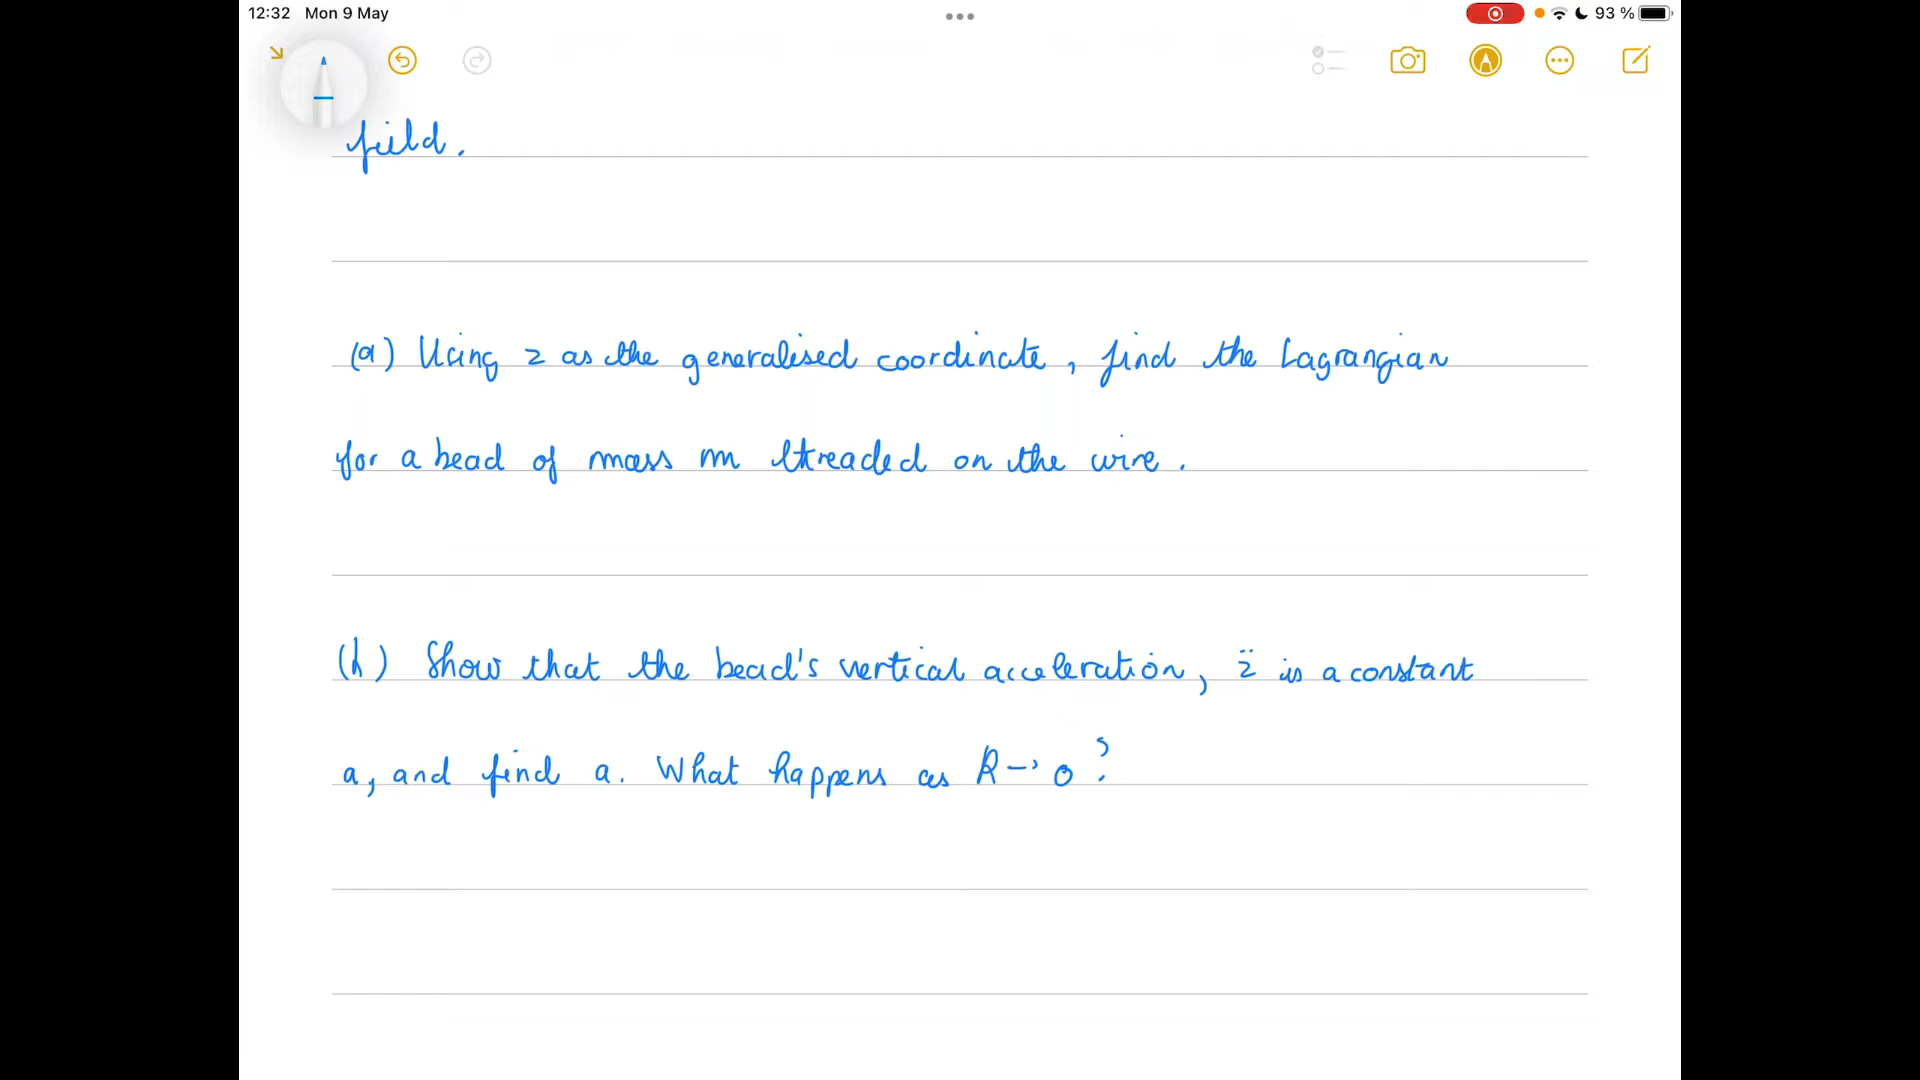 12:32 Mon 9 May
93 %
field.
(a) Using z as the generalised coordinate, find the Lagrangian
for a bead of mass m threaded on the wire.
(b) Show that the bead's vertical acceleration, z̈ is a constant
a, and find a. What happens as R → 0?